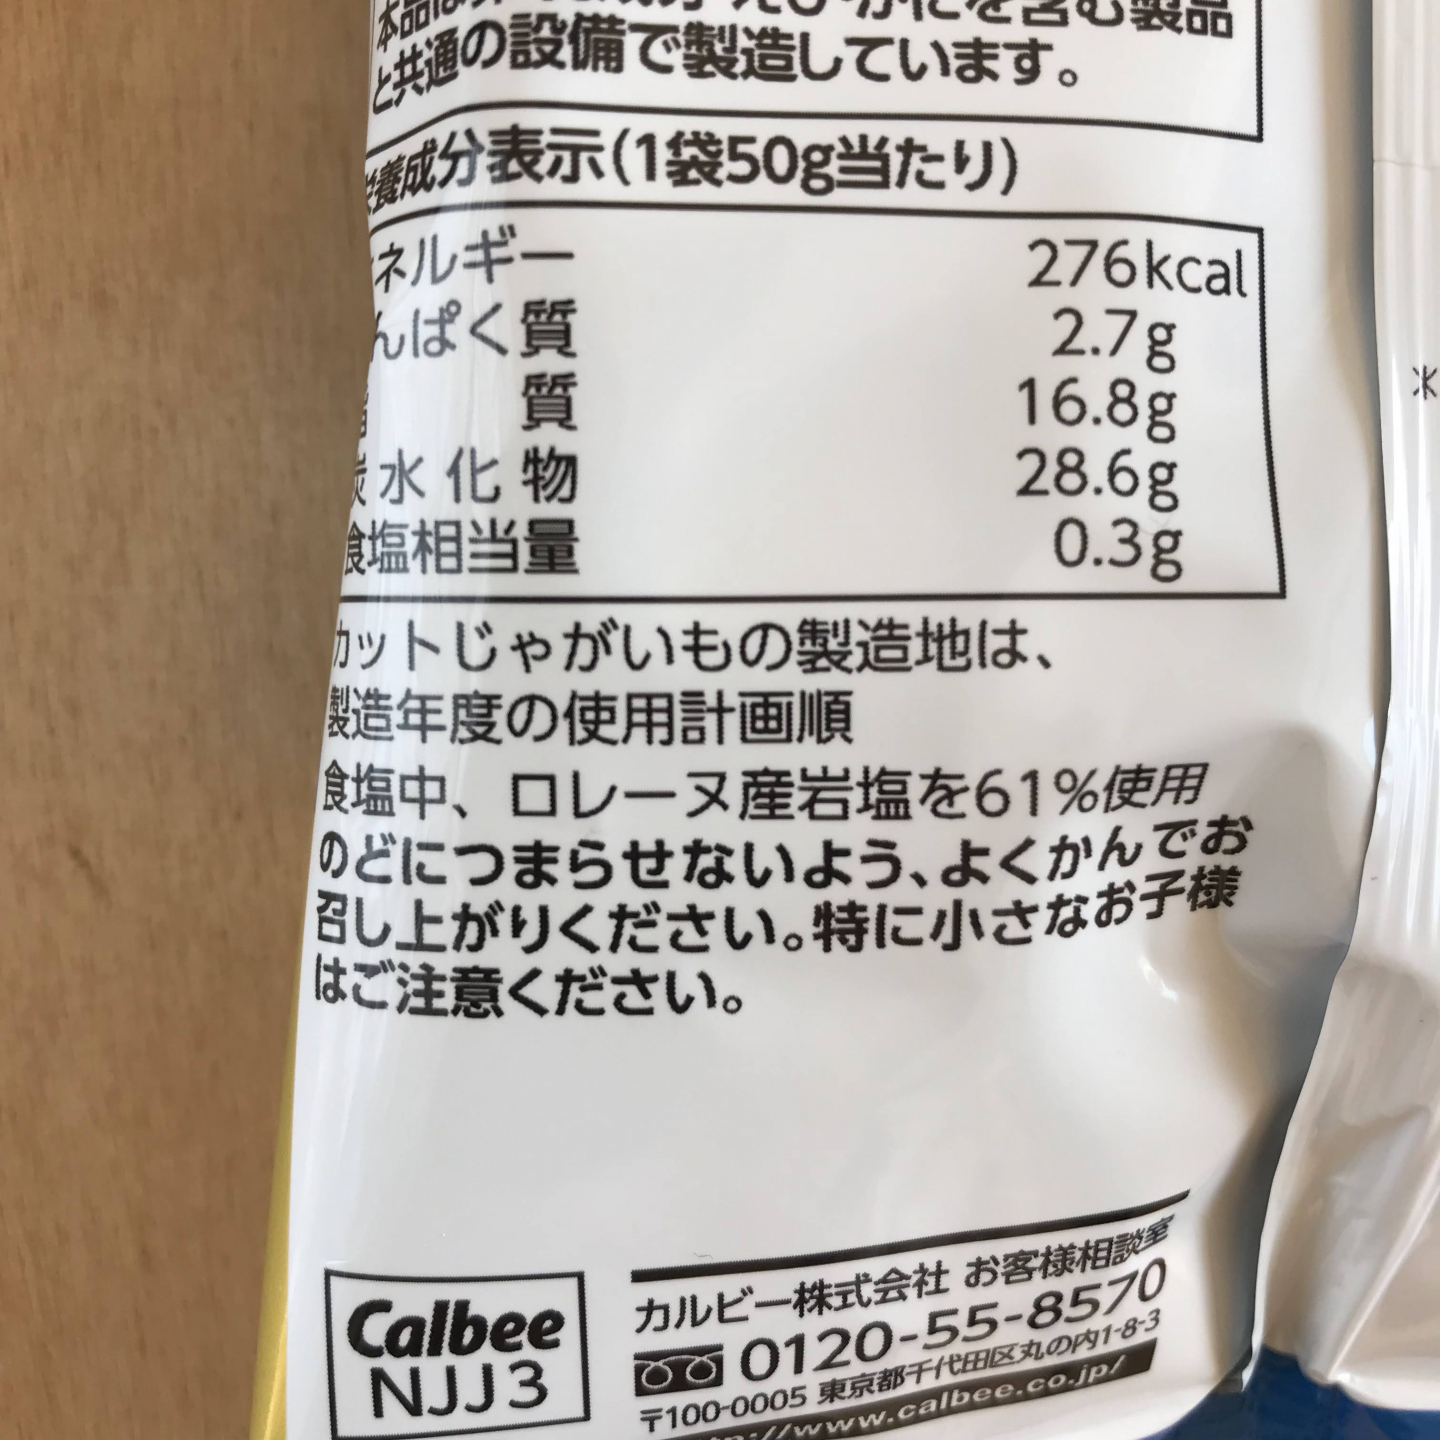 を含む製品
と共通の設備で製造しています。
養成分表示(1袋50g当たり)
ネルギー 276kcal
んぱく質 2.7g
質 16.8g
炭水化物 28.6g
食塩相当量 0.3g
カットじゃがいもの製造地は、
製造年度の使用計画順
食塩中、ロレーヌ産岩塩を61%使用
のどにつまらせないよう、よくかんでお
召し上がりください。特に小さなお子様
はご注意ください。
Calbee
NJJ3
カルビー株式会社 お客様相談室
0120-55-8570
〒100-0005 東京都千代田区丸の内1-8-3
://www.calbee.co.jp/